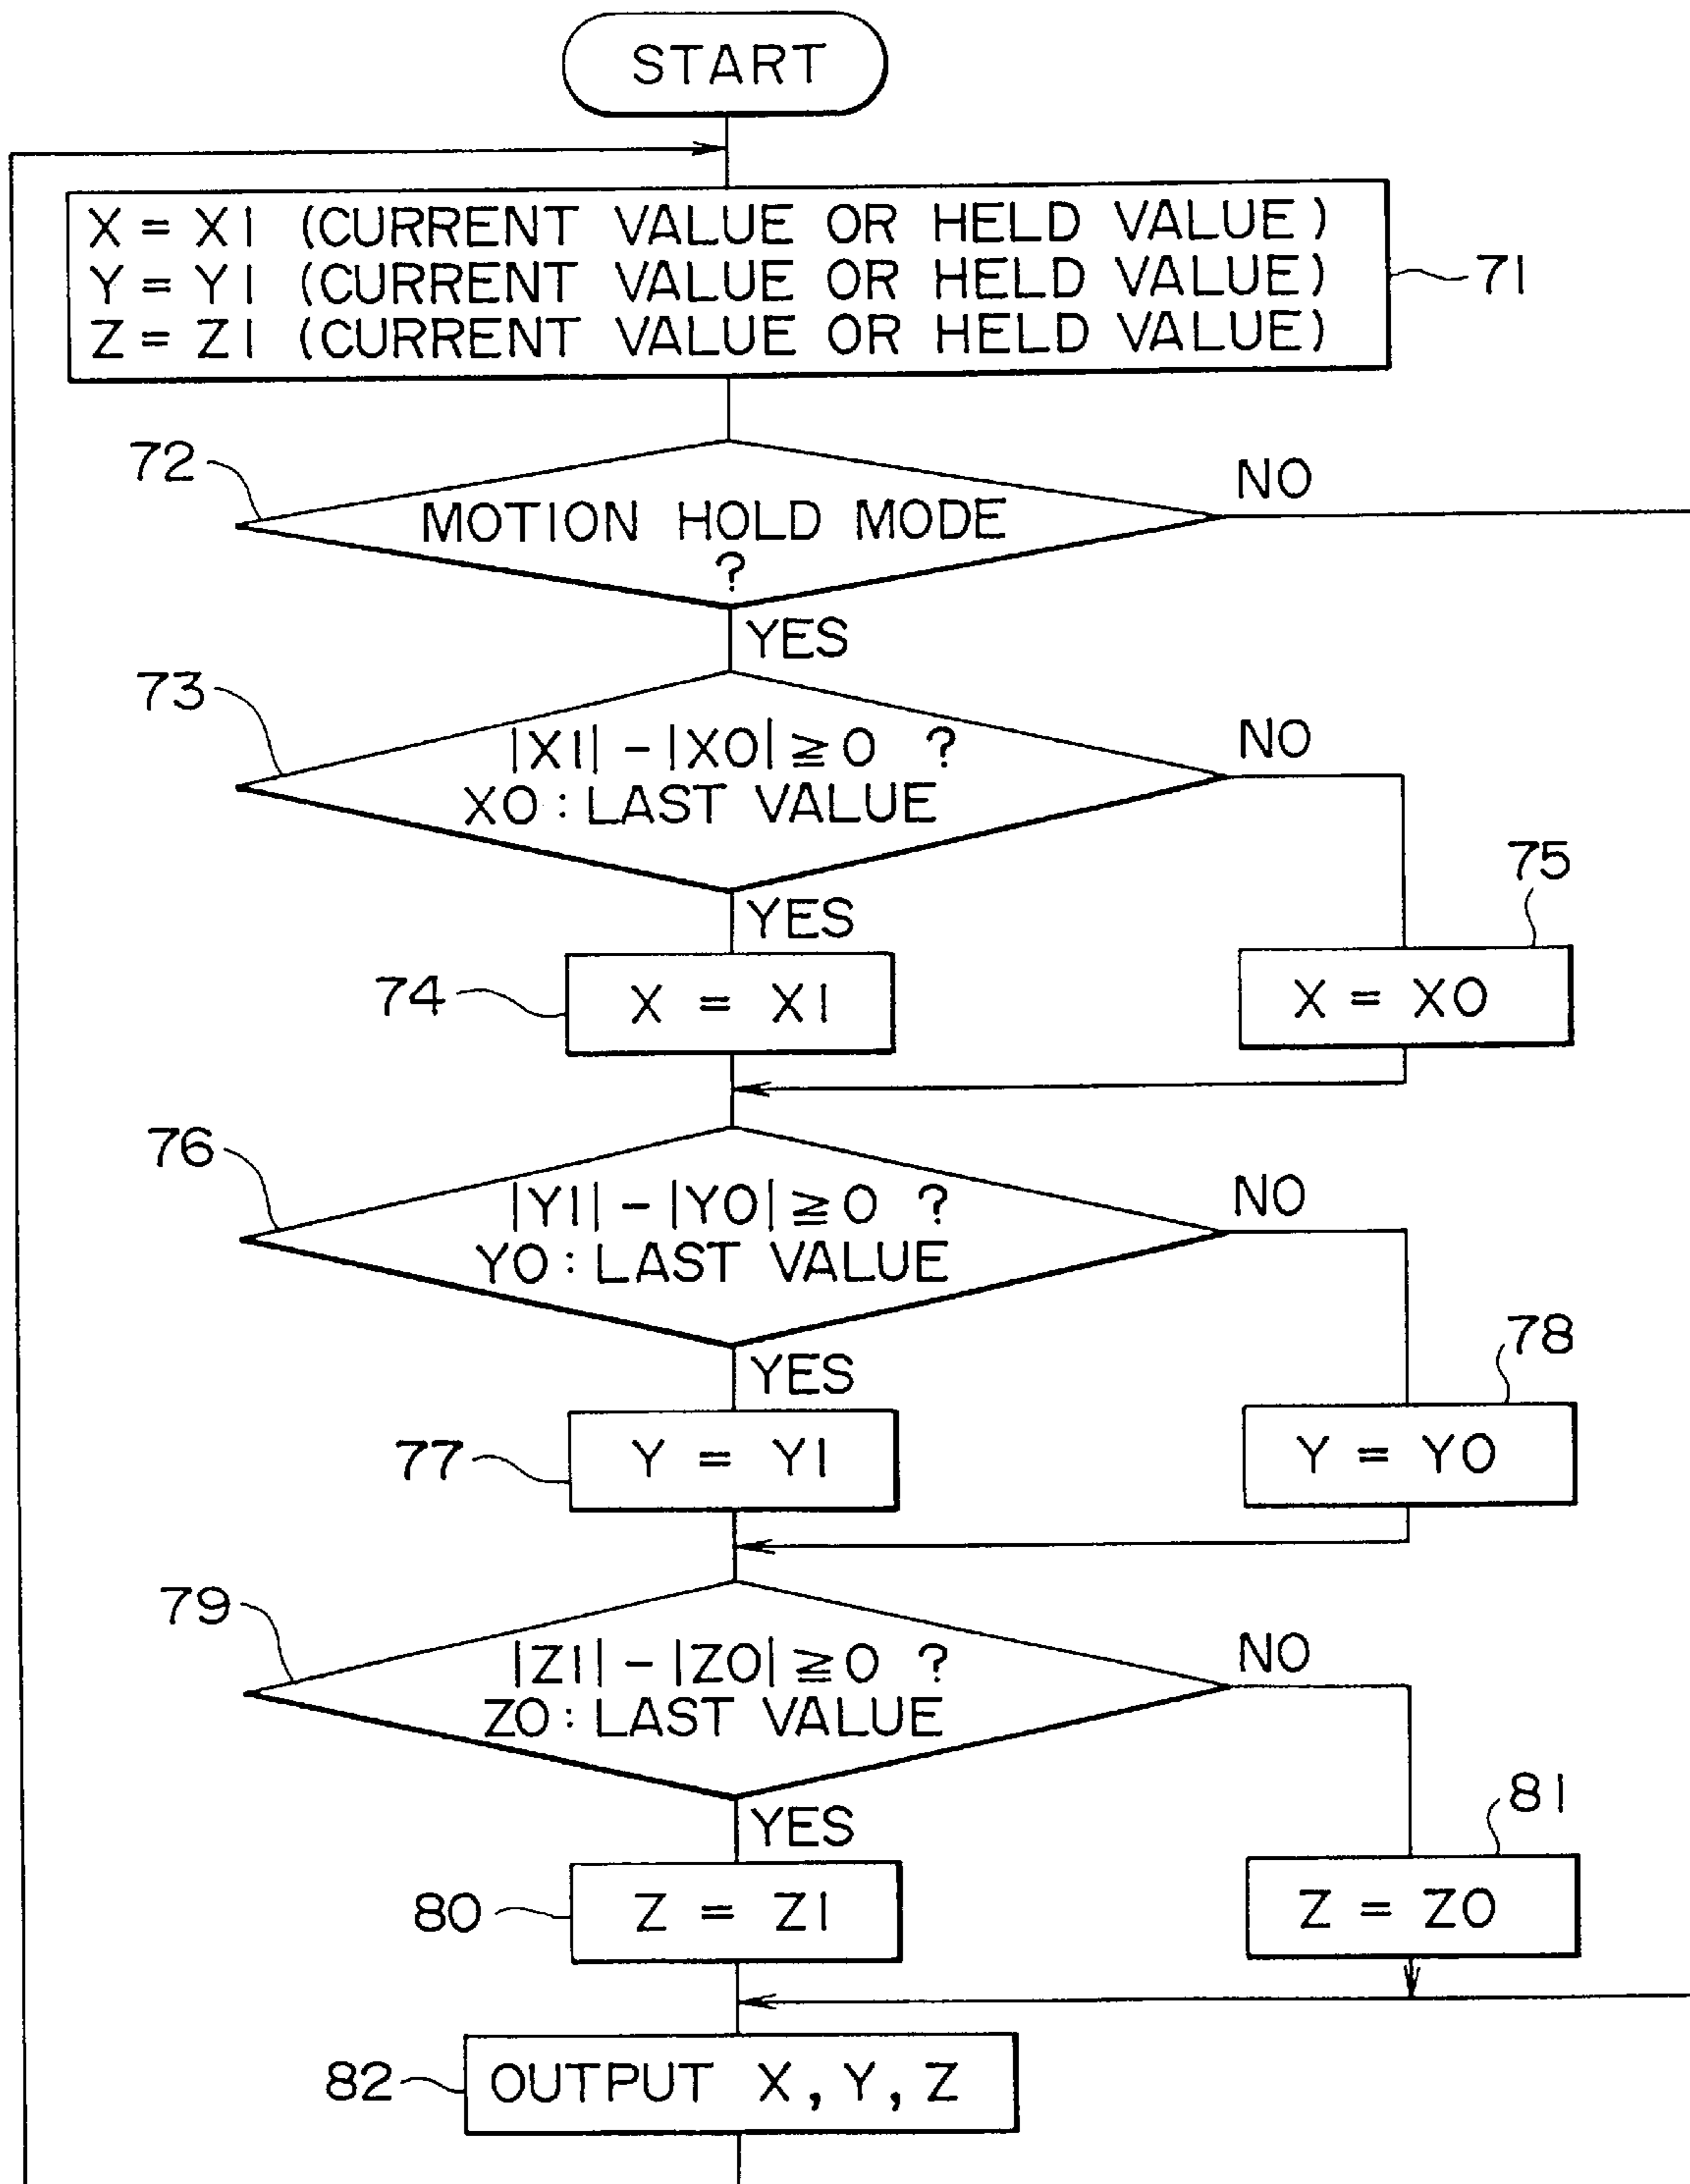 START
X = X1 (CURRENT VALUE OR HELD VALUE)
Y = Y1 (CURRENT VALUE OR HELD VALUE)
Z = Z1 (CURRENT VALUE OR HELD VALUE)
71
72
MOTION HOLD MODE
?
NO
YES
73
|X1| - |X0| ≧ 0 ?
X0 : LAST VALUE
NO
YES
74
X = X1
75
X = X0
76
|Y1| - |Y0| ≧ 0 ?
Y0 : LAST VALUE
NO
YES
77
Y = Y1
78
Y = Y0
79
|Z1| - |Z0| ≧ 0 ?
Z0 : LAST VALUE
NO
YES
80
Z = Z1
81
Z = Z0
82
OUTPUT X, Y, Z